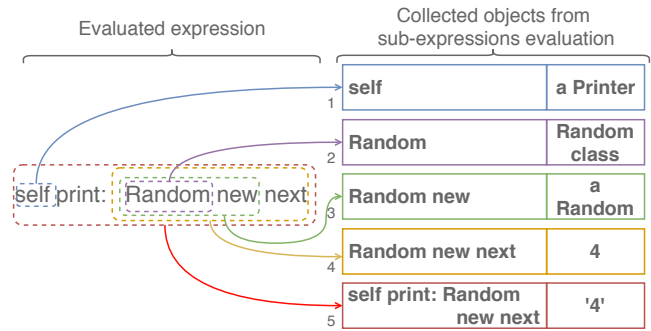 Evaluated expression
Collected objects from
sub-expressions evaluation
self print: Random new next
1
self
a Printer
2
Random
Random
class
3
Random new
a
Random
4
Random new next
4
5
self print: Random
new next
'4'